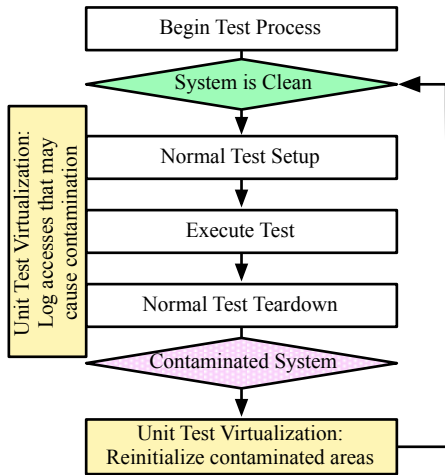 Begin Test Process
System is Clean
Unit Test Virtualization:
Log accesses that may
cause contamination
Normal Test Setup
Execute Test
Normal Test Teardown
Contaminated System
Unit Test Virtualization:
Reinitialize contaminated areas